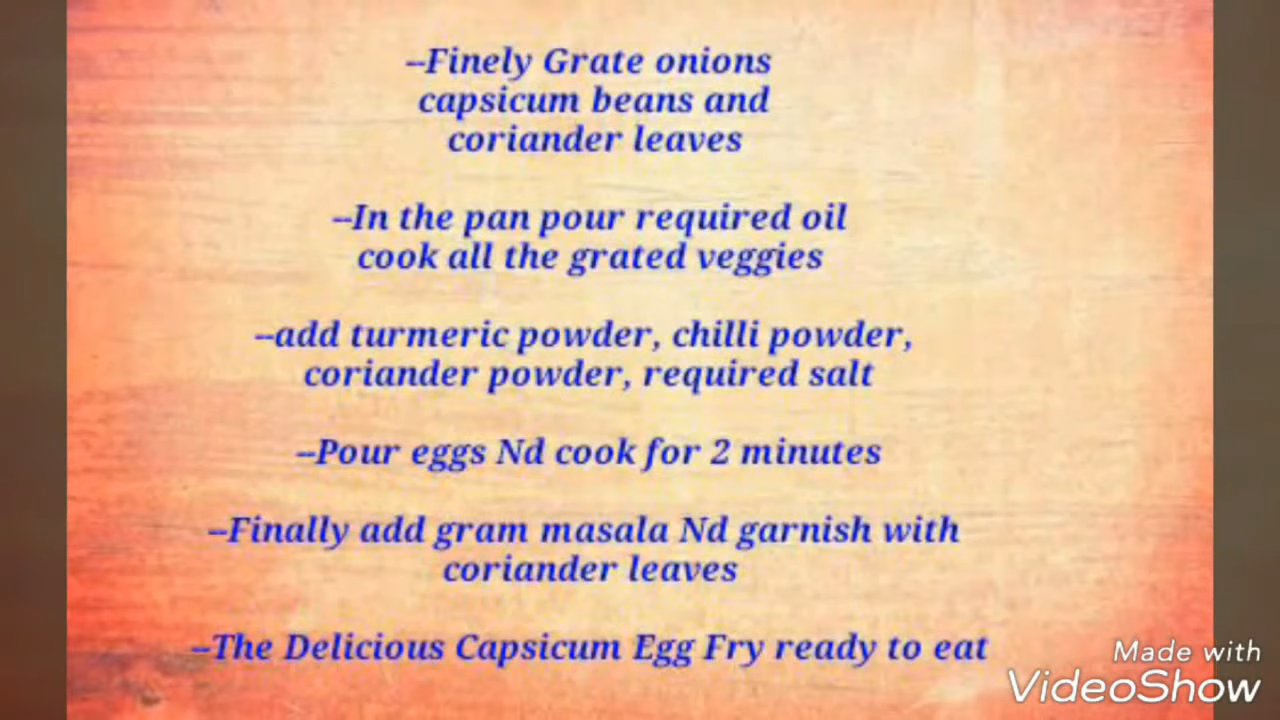 --Finely Grate onions
capsicum beans and
coriander leaves
--In the pan pour required oil
cook all the grated veggies
--add turmeric powder, chilli powder,
coriander powder, required salt
--Pour eggs Nd cook for 2 minutes
--Finally add gram masala Nd garnish with
coriander leaves
--The Delicious Capsicum Egg Fry ready to eat
Made with
VideoShow